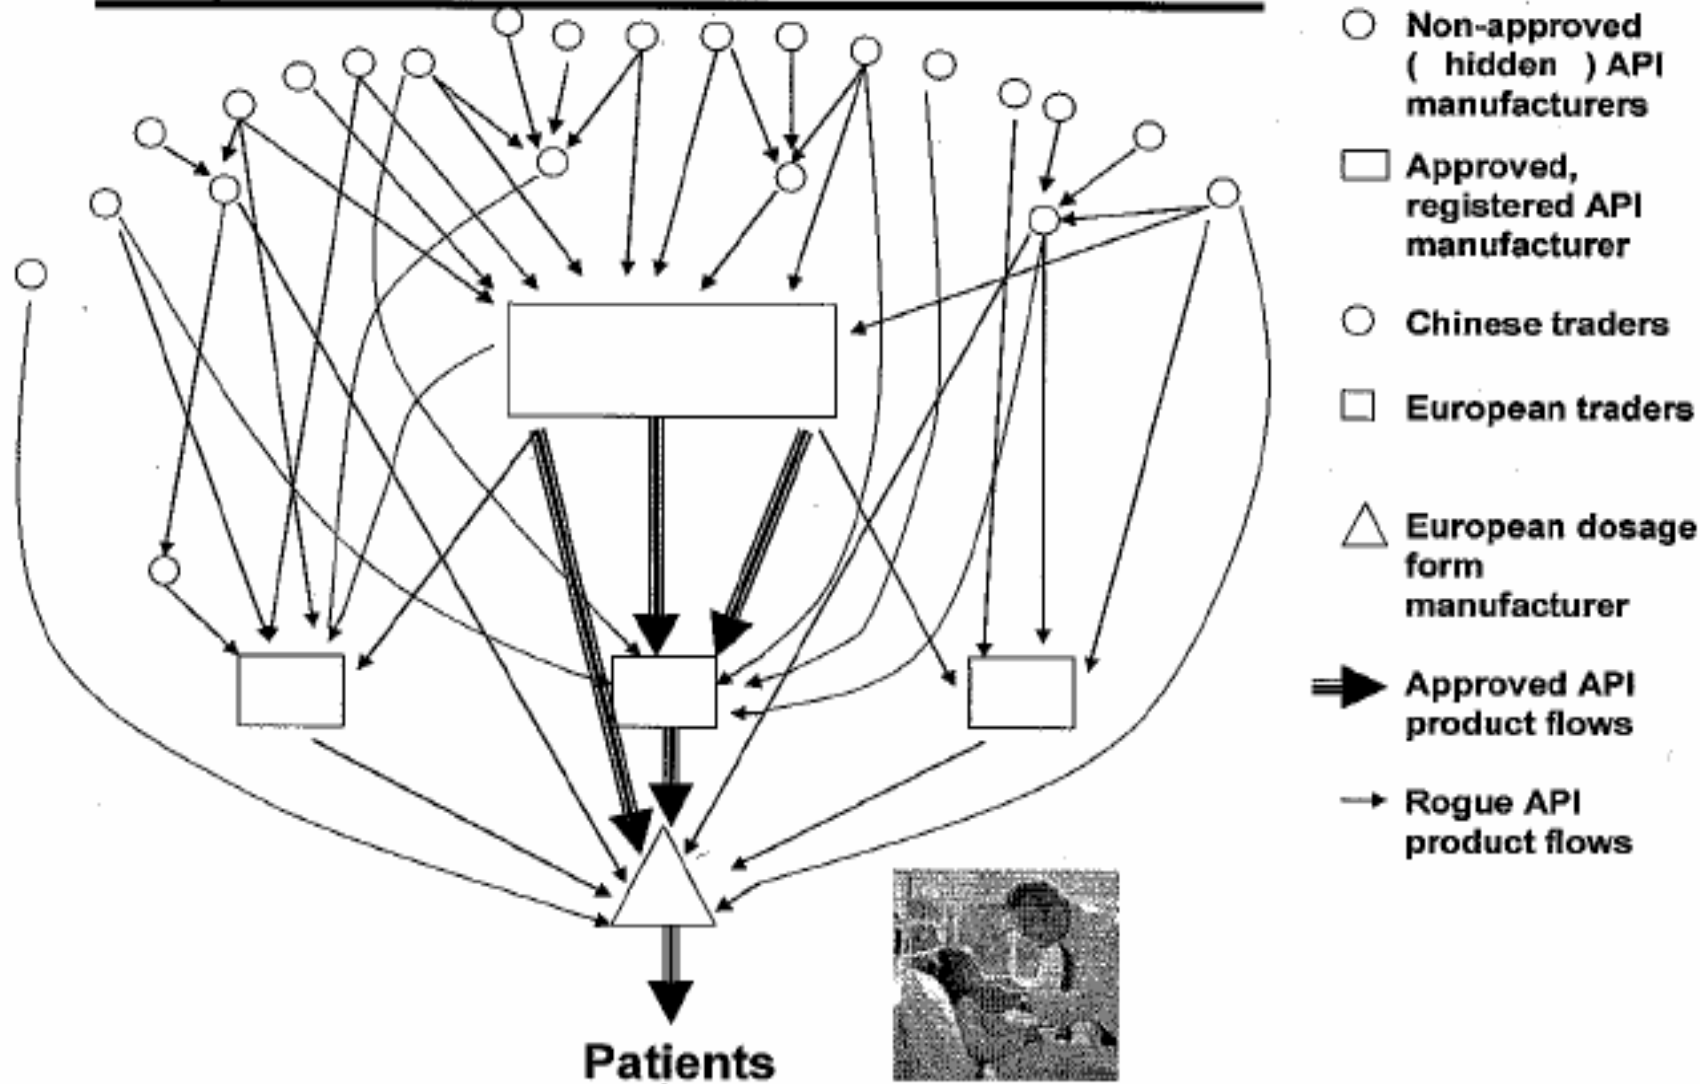 Non-approved
( hidden ) API
manufacturers
Approved,
registered API
manufacturer
Chinese traders
European traders
European dosage
form
manufacturer
Approved API
product flows
Rogue API
product flows
Patients